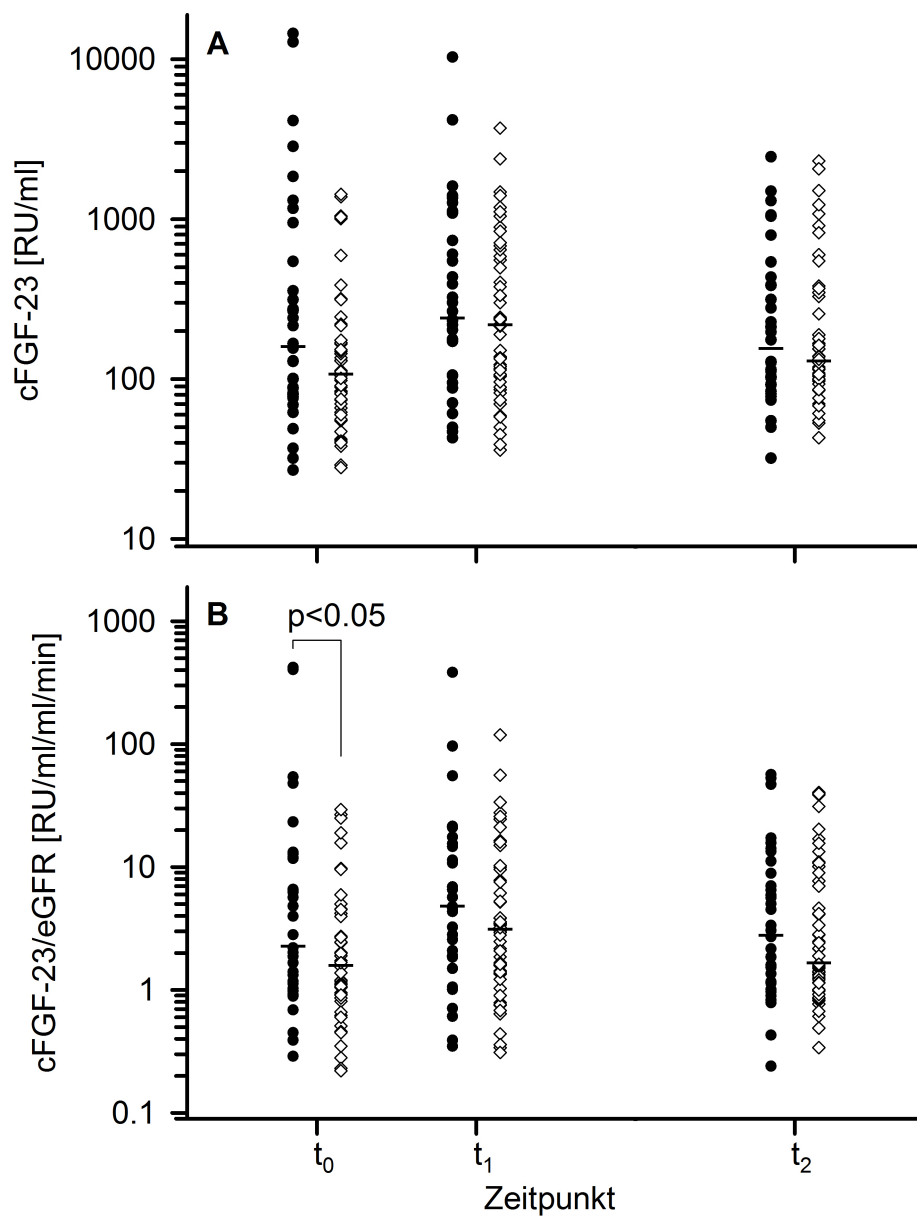 A
10000
1000
100
10
cFGF-23 [RU/ml]
B
p<0.05
1000
100
10
1
0.1
cFGF-23/eGFR [RU/ml/ml/min]
t₀ t₁ t₂
Zeitpunkt